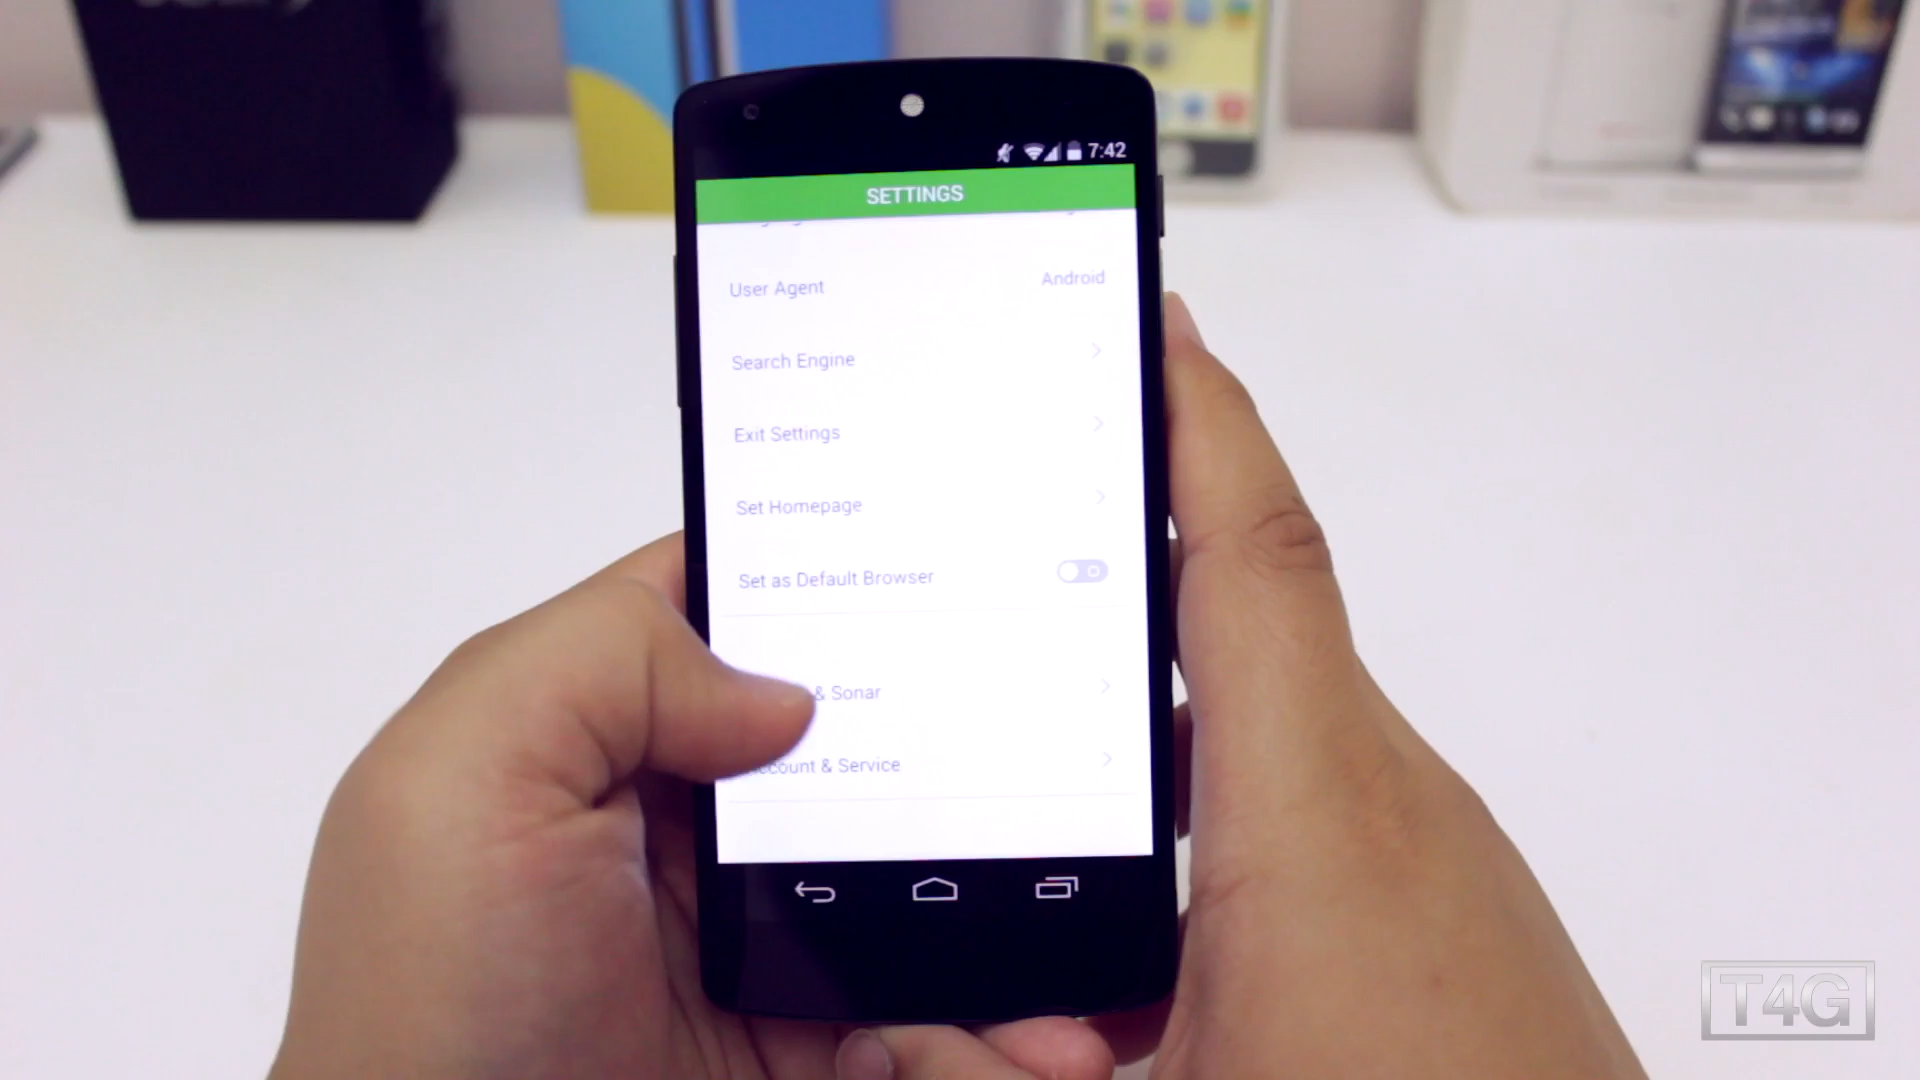 7:42
SETTINGS
User Agent Android
Search Engine
Exit Settings
Set Homepage
Set as Default Browser
& Sonar
Account & Service
T4G